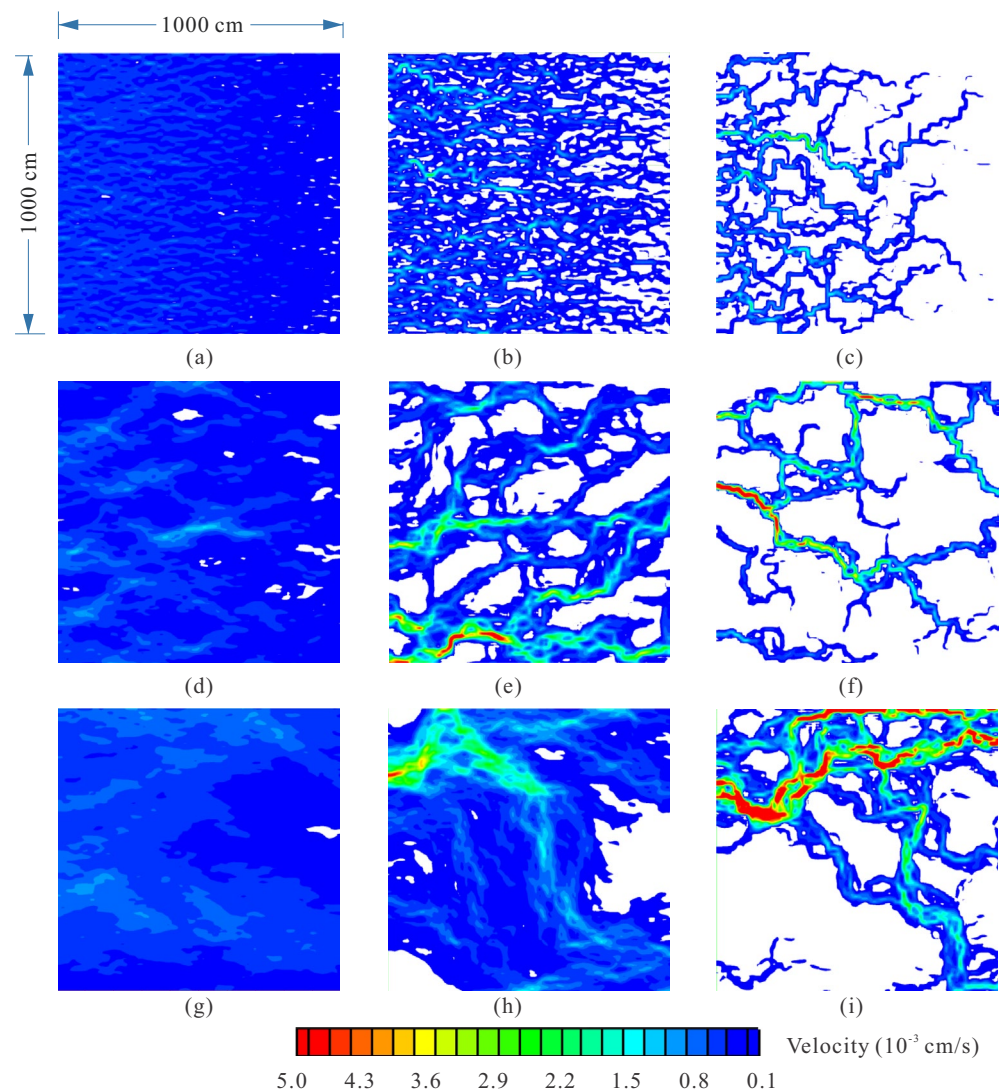 1000 cm
1000 cm
(a)
(b)
(c)
(d)
(e)
(f)
(g)
(h)
(i)
Velocity (10⁻³ cm/s)
5.0 4.3 3.6 2.9 2.2 1.5 0.8 0.1